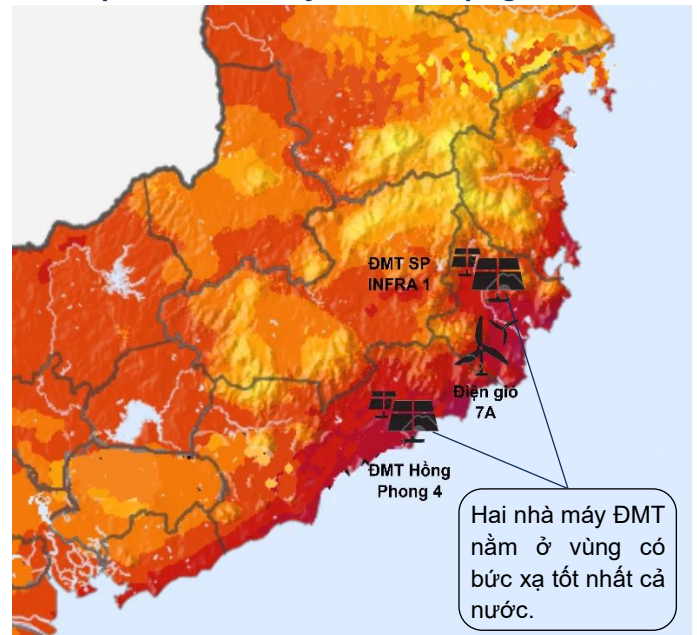 ĐMT SP
INFRA 1
Điện gió
7A
ĐMT Hồng
Phong 4
Hai nhà máy ĐMT
nằm ở vùng có
bức xạ tốt nhất cả
nước.